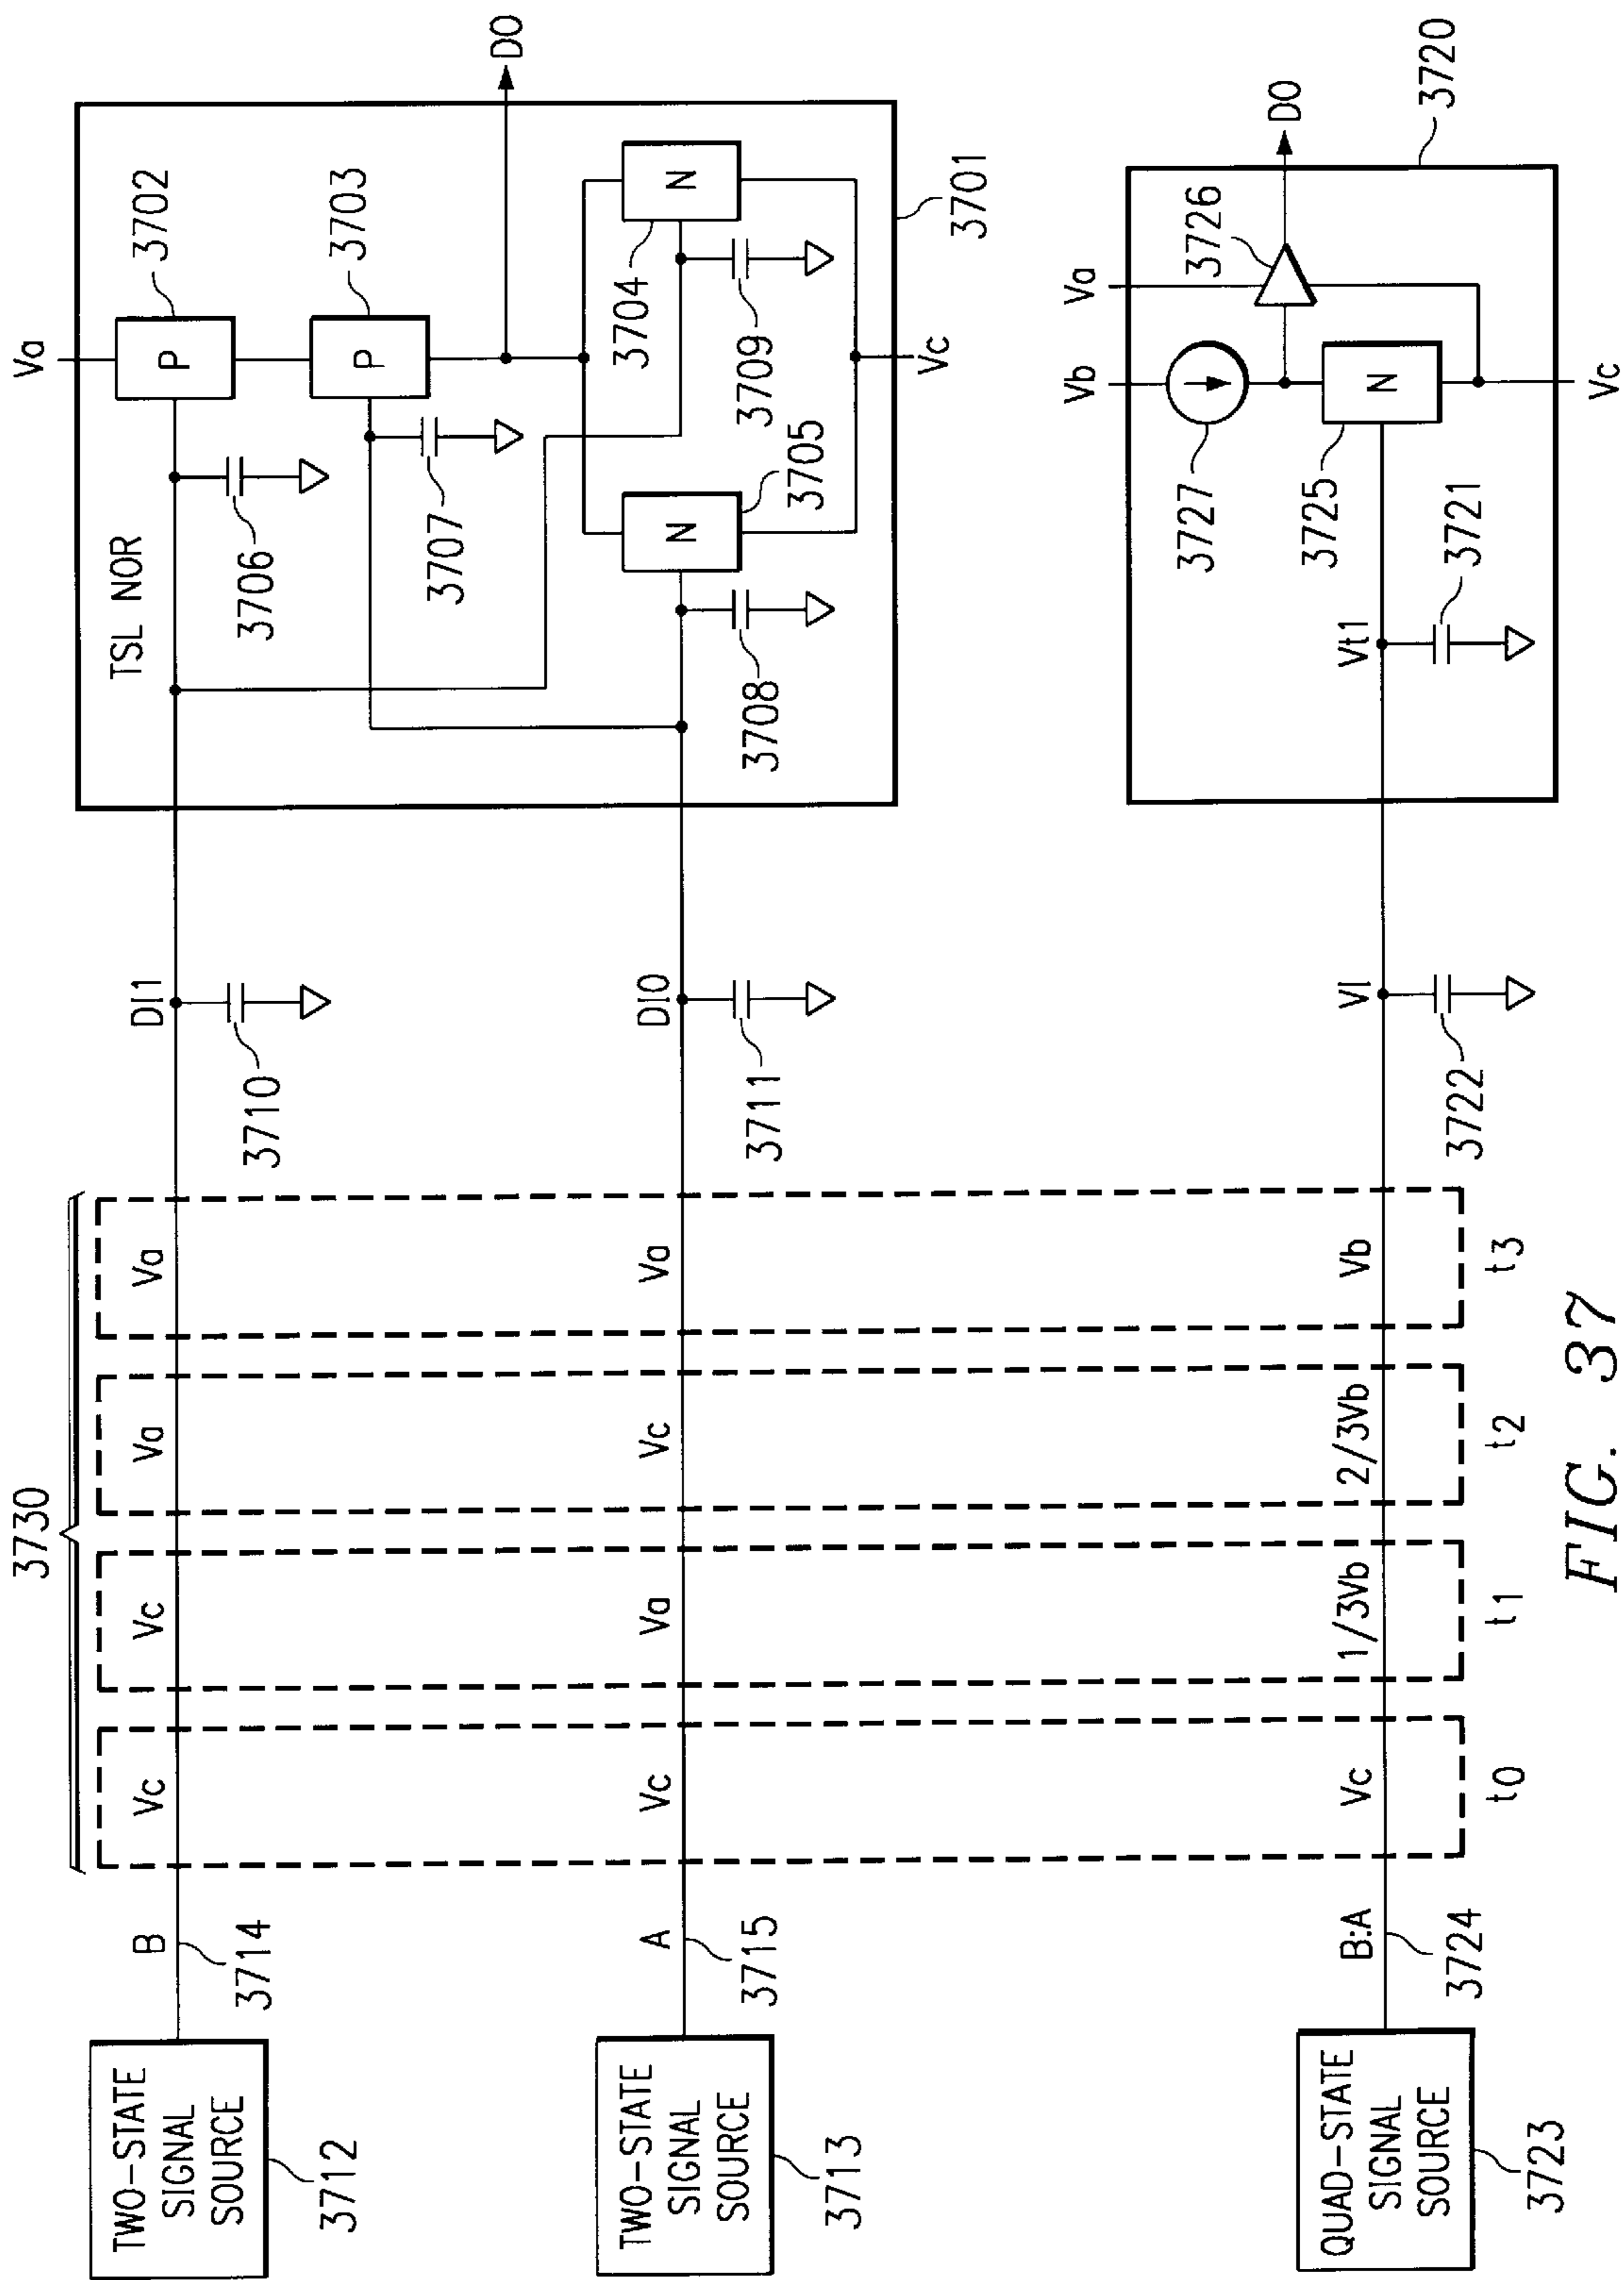 3730
TWO-STATE
SIGNAL
SOURCE
3712
B
3714
Vc
Vc
Va
Va
DI1
3710
TSL NOR
Va
P
3702
3706
P
3703
3707
DO
N
3704
3709
N
3705
3708
Vc
3701
TWO-STATE
SIGNAL
SOURCE
3713
A
3715
Vc
Va
Vc
Va
DI0
3711
QUAD-STATE
SIGNAL
SOURCE
3723
B:A
3724
Vc
1/3Vb
2/3Vb
Vb
t0
t1
t2
t3
VI
3722
Vt1
3721
Vb
Va
3727
3726
DO
N
3725
Vc
3720
FIG. 37